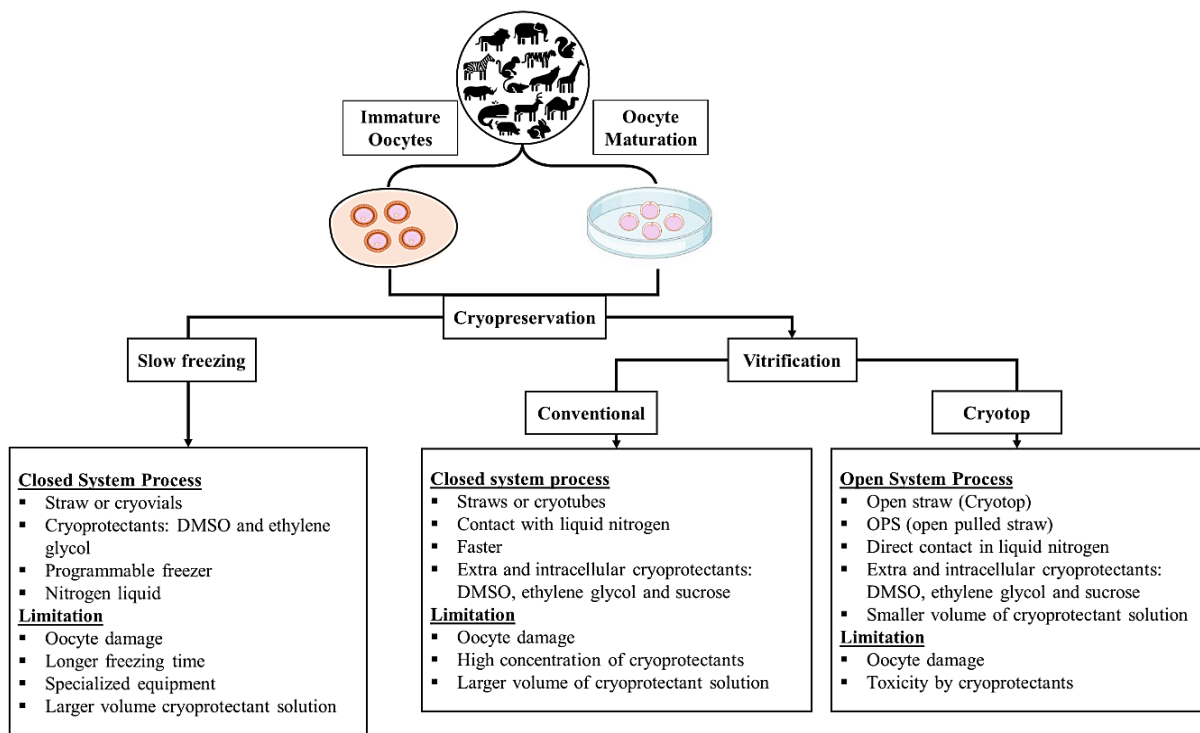 Immature
Oocytes
Oocyte
Maturation
Cryopreservation
Slow freezing
Vitrification
Conventional
Cryotop
Closed System Process
▪ Straw or cryovials
▪ Cryoprotectants: DMSO and ethylene
glycol
▪ Programmable freezer
▪ Nitrogen liquid
Limitation
▪ Oocyte damage
▪ Longer freezing time
▪ Specialized equipment
▪ Larger volume cryoprotectant solution
Closed system process
▪ Straws or cryotubes
▪ Contact with liquid nitrogen
▪ Faster
▪ Extra and intracellular cryoprotectants:
DMSO, ethylene glycol and sucrose
Limitation
▪ Oocyte damage
▪ High concentration of cryoprotectants
▪ Larger volume of cryoprotectant solution
Open System Process
▪ Open straw (Cryotop)
▪ OPS (open pulled straw)
▪ Direct contact in liquid nitrogen
▪ Extra and intracellular cryoprotectants:
DMSO, ethylene glycol and sucrose
▪ Smaller volume of cryoprotectant solution
Limitation
▪ Oocyte damage
▪ Toxicity by cryoprotectants